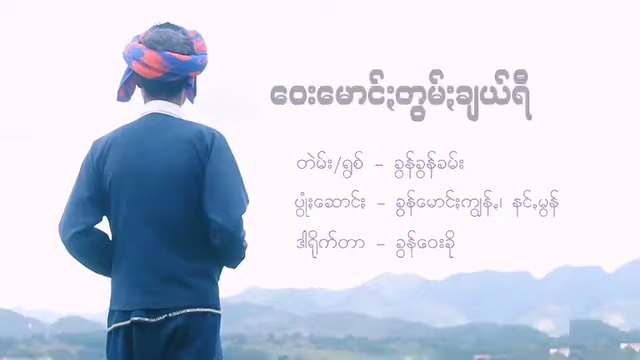 ဝေႏမောင်ႏတွမ်ႏချယ်ရီ
တဲမ်း/ရွစ် – ခွန်ခွန်ခမ်း
ပွုံႏဆောင်ႏ – ခွန်မောင်ႏကျွန်ႏ၊ နင်ႏမွန်
ဒါရိုက်တာ – ခွန်ဝေးခို